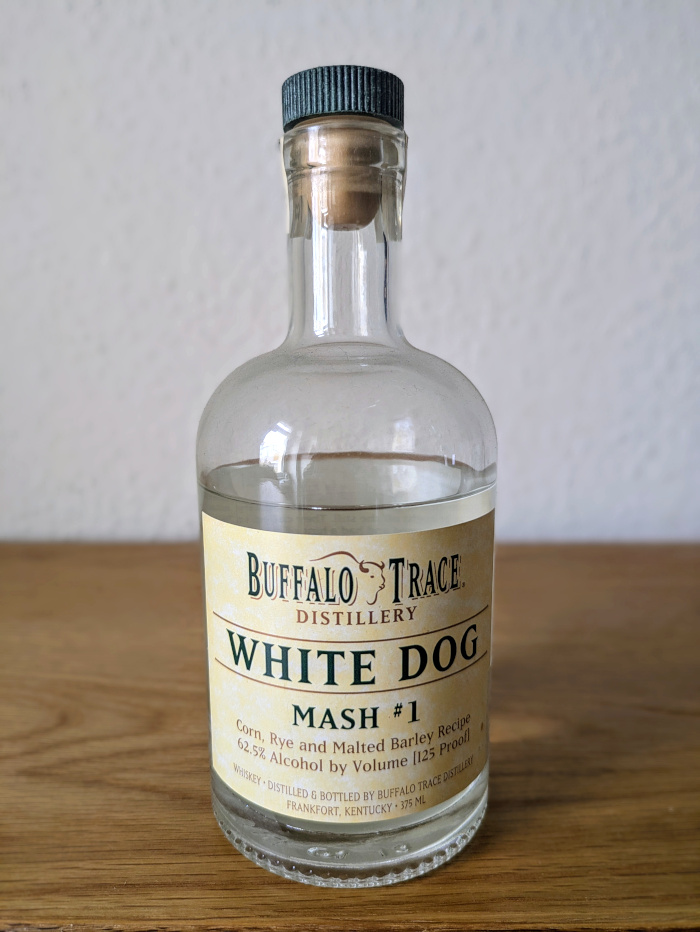 BUFFALO TRACE
DISTILLERY
WHITE DOG
MASH #1
Corn, Rye and Malted Barley Recipe
62.5% Alcohol by Volume [125 Proof]
WHISKEY • DISTILLED & BOTTLED BY BUFFALO TRACE DISTILLERY
FRANKFORT, KENTUCKY • 375 ML